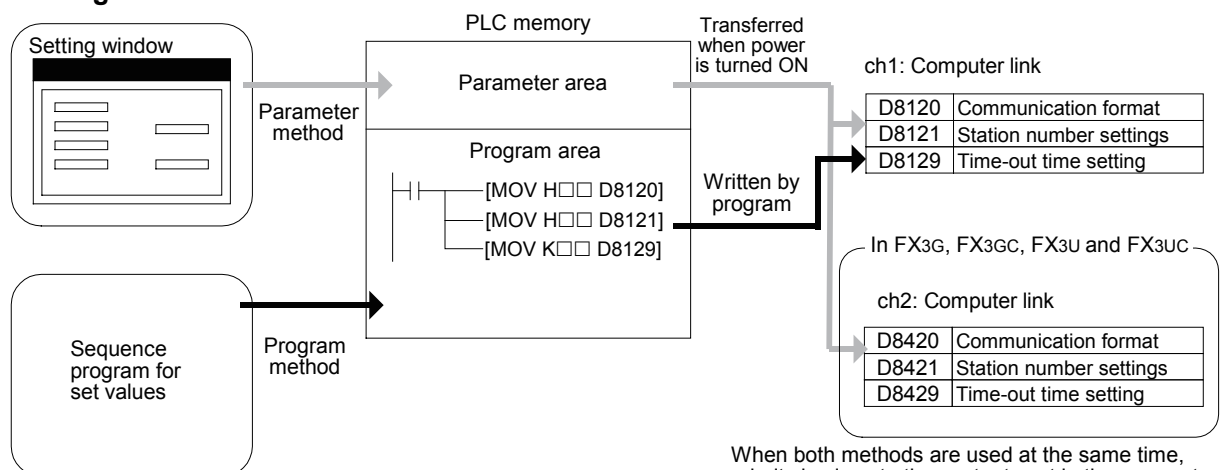 Setting window
Parameter
method
PLC memory
Parameter area
Program area
[MOV H□□ D8120]
[MOV H□□ D8121]
[MOV K□□ D8129]
Transferred
when power
is turned ON
Written by
program
ch1: Computer link
D8120 Communication format
D8121 Station number settings
D8129 Time-out time setting
In FX3G, FX3GC, FX3U and FX3UC
ch2: Computer link
D8420 Communication format
D8421 Station number settings
D8429 Time-out time setting
Sequence
program for
set values
Program
method
When both methods are used at the same time,